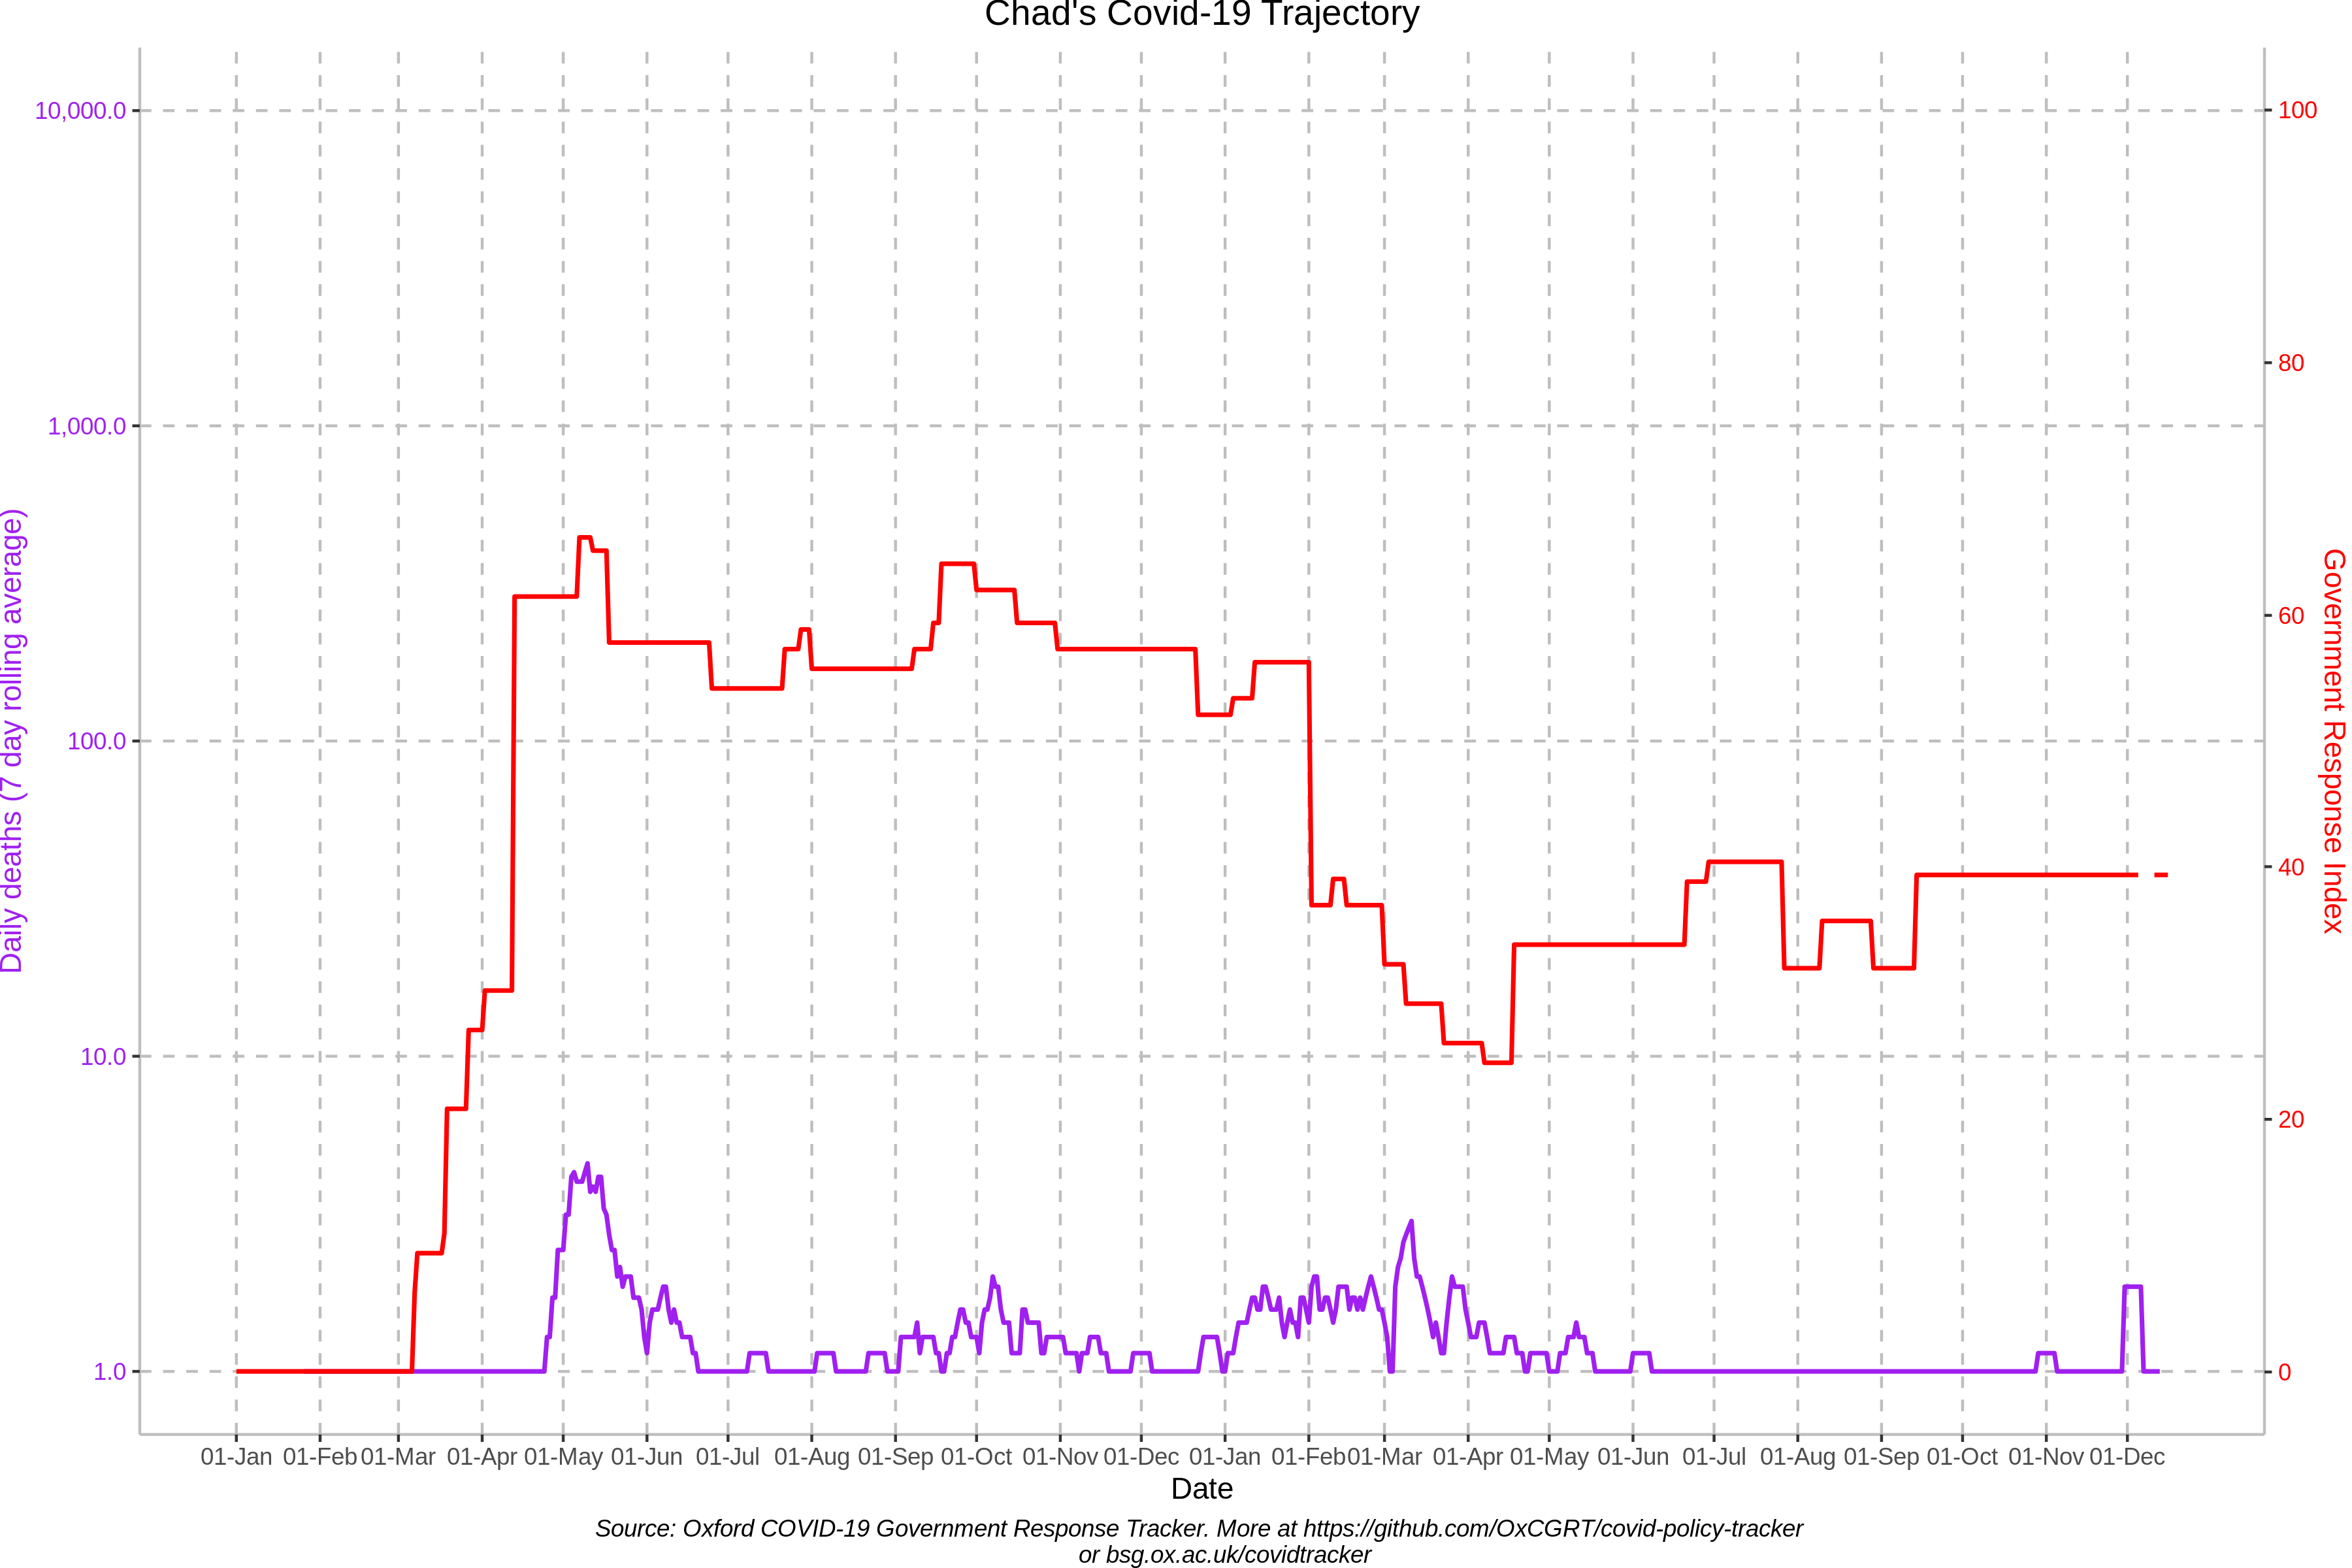 Chad's Covid-19 Trajectory
10,000.0
1,000.0
100.0
10.0
1.0
Daily deaths (7 day rolling average)
100
80
60
40
20
0
Government Response Index
01-Jan 01-Feb 01-Mar 01-Apr 01-May 01-Jun 01-Jul 01-Aug 01-Sep 01-Oct 01-Nov 01-Dec 01-Jan 01-Feb 01-Mar 01-Apr 01-May 01-Jun 01-Jul 01-Aug 01-Sep 01-Oct 01-Nov 01-Dec
Date
Source: Oxford COVID-19 Government Response Tracker. More at https://github.com/OxCGRT/covid-policy-tracker
or bsg.ox.ac.uk/covidtracker